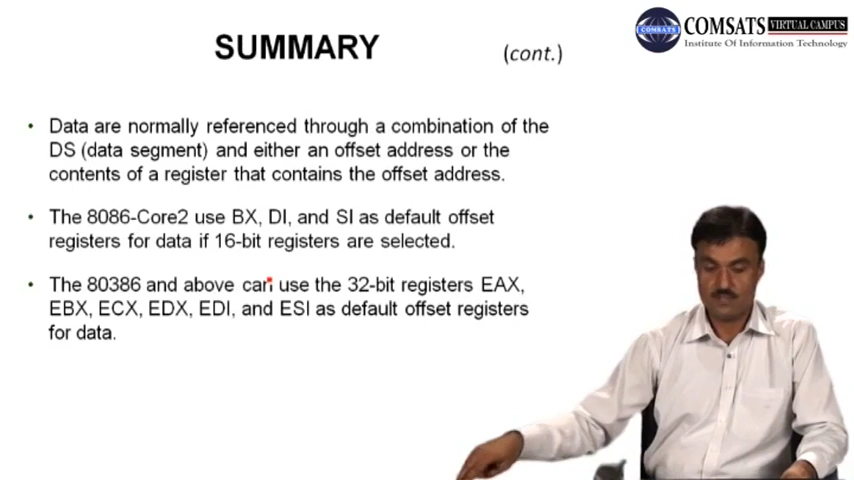 COMSATS VIRTUAL CAMPUS
COMSATS
Institute Of Information Technology
SUMMARY (cont.)
• Data are normally referenced through a combination of the
DS (data segment) and either an offset address or the
contents of a register that contains the offset address.
• The 8086-Core2 use BX, DI, and SI as default offset
registers for data if 16-bit registers are selected.
• The 80386 and above can use the 32-bit registers EAX,
EBX, ECX, EDX, EDI, and ESI as default offset registers
for data.